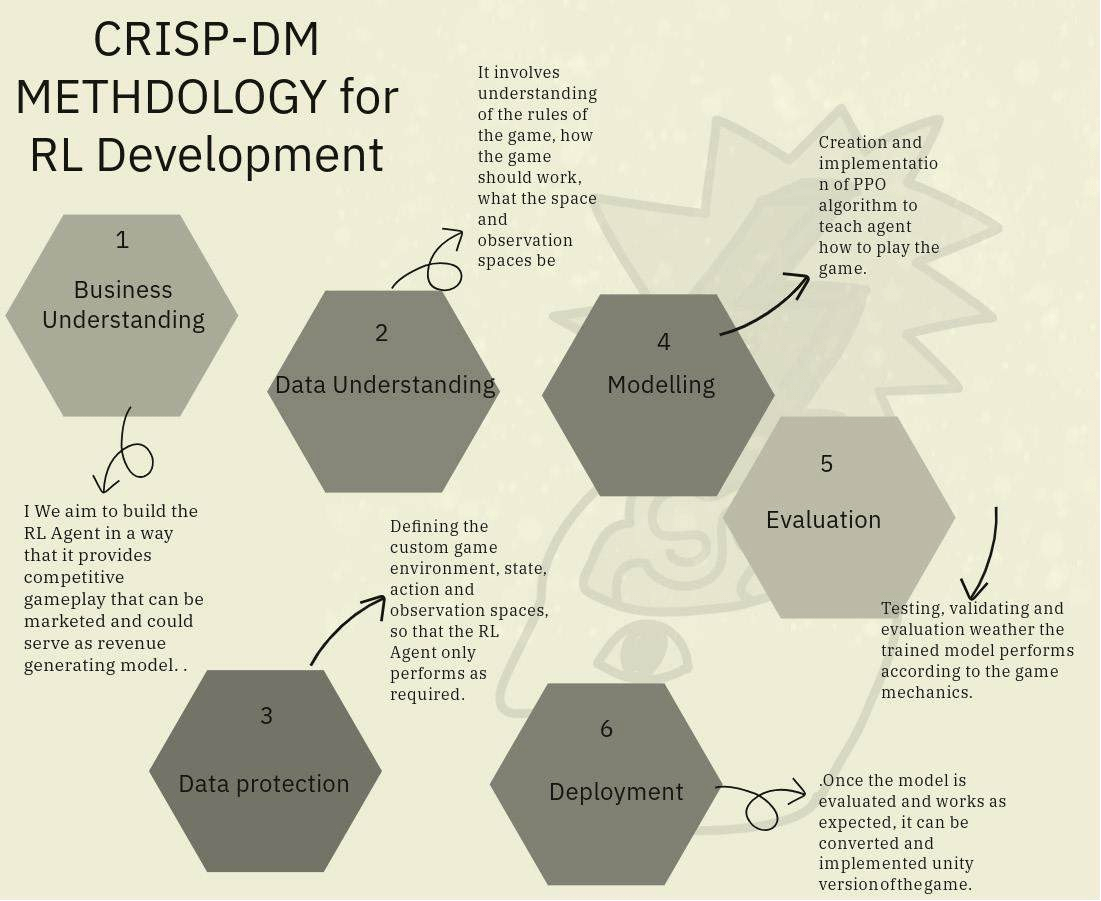 CRISP-DM
METHDOLOGY for
RL Development
1
Business
Understanding
I We aim to build the
RL Agent in a way
that it provides
competitive
gameplay that can be
marketed and could
serve as revenue
generating model. .
2
Data Understanding
It involves
understanding
of the rules of
the game, how
the game
should work,
what the space
and
observation
spaces be
3
Data protection
Defining the
custom game
environment, state,
action and
observation spaces,
so that the RL
Agent only
performs as
required.
4
Modelling
Creation and
implementatio
n of PPO
algorithm to
teach agent
how to play the
game.
5
Evaluation
Testing, validating and
evaluation weather the
trained model performs
according to the game
mechanics.
6
Deployment
.Once the model is
evaluated and works as
expected, it can be
converted and
implemented unity
versionofthegame.